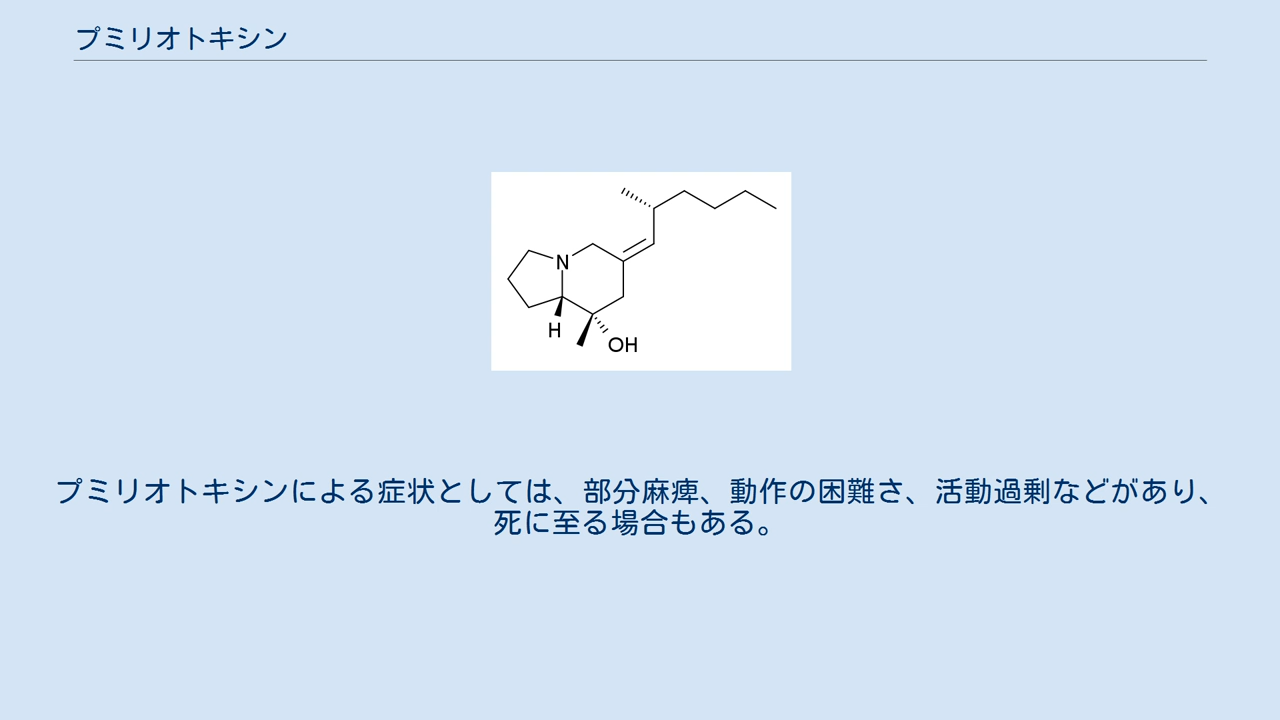 プミリオトキシン
N
H
OH
プミリオトキシンによる症状としては、部分麻痺、動作の困難さ、活動過剰などがあり、
死に至る場合もある。